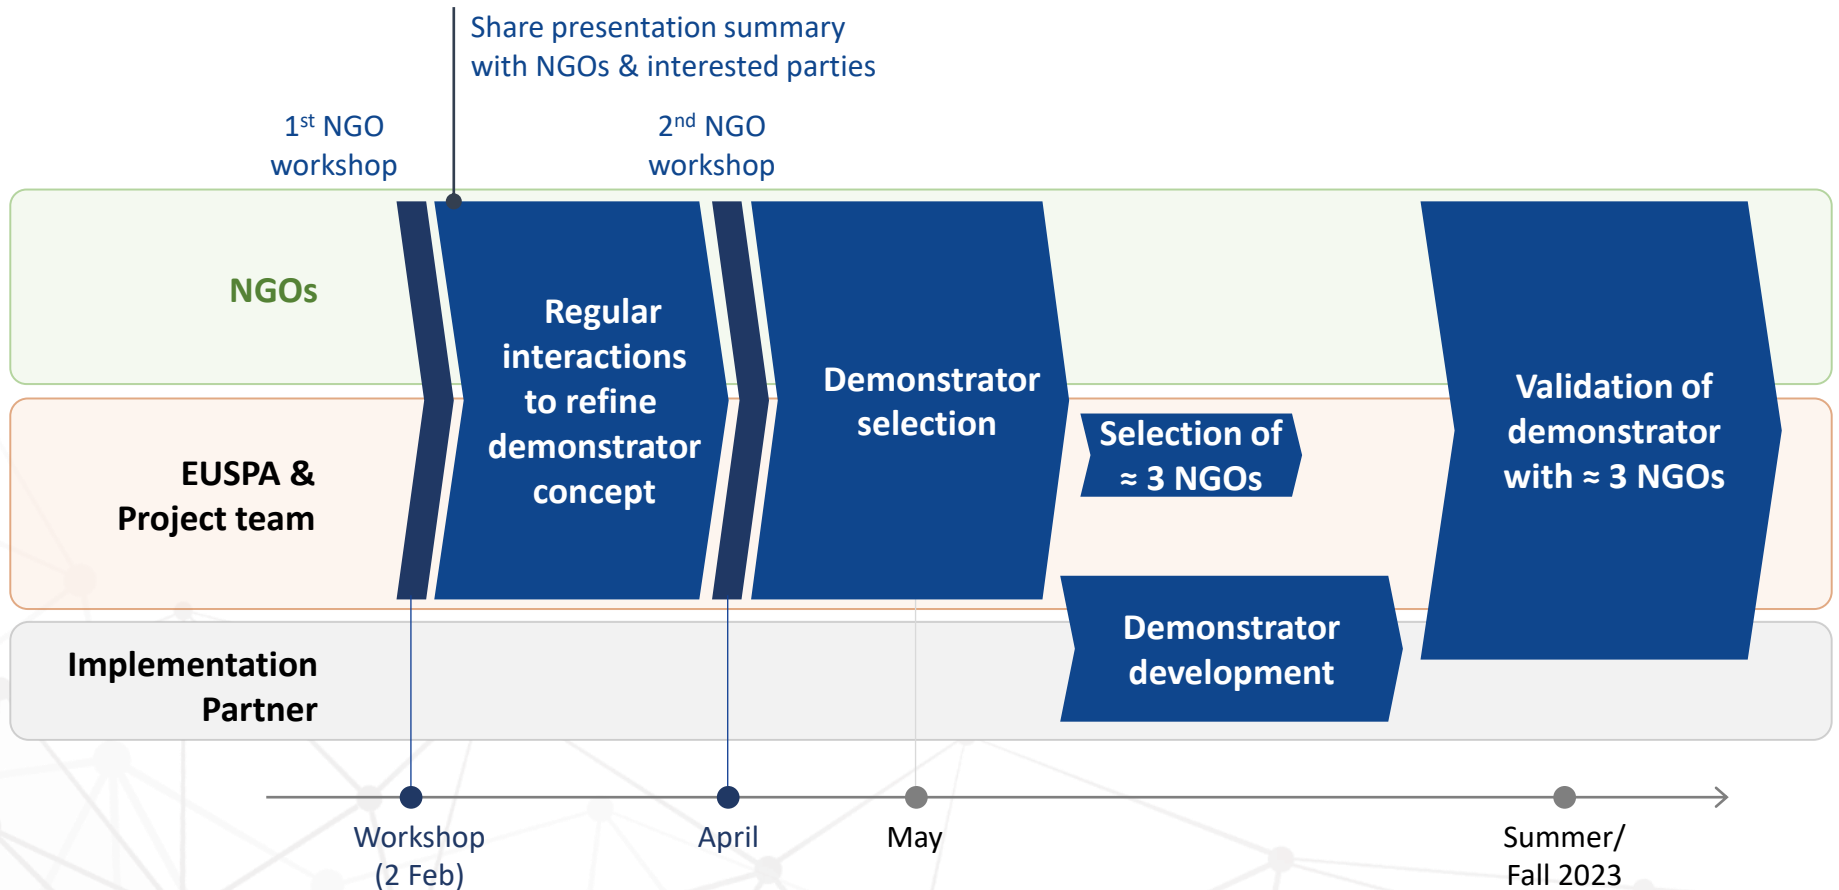 Share presentation summary
with NGOs & interested parties
1st NGO
workshop
2nd NGO
workshop
NGOs
Regular
interactions
to refine
demonstrator
concept
Demonstrator
selection
Validation of
demonstrator
with ≈ 3 NGOs
Selection of
≈ 3 NGOs
EUSPA &
Project team
Demonstrator
development
Implementation
Partner
Workshop
(2 Feb)
April
May
Summer/
Fall 2023